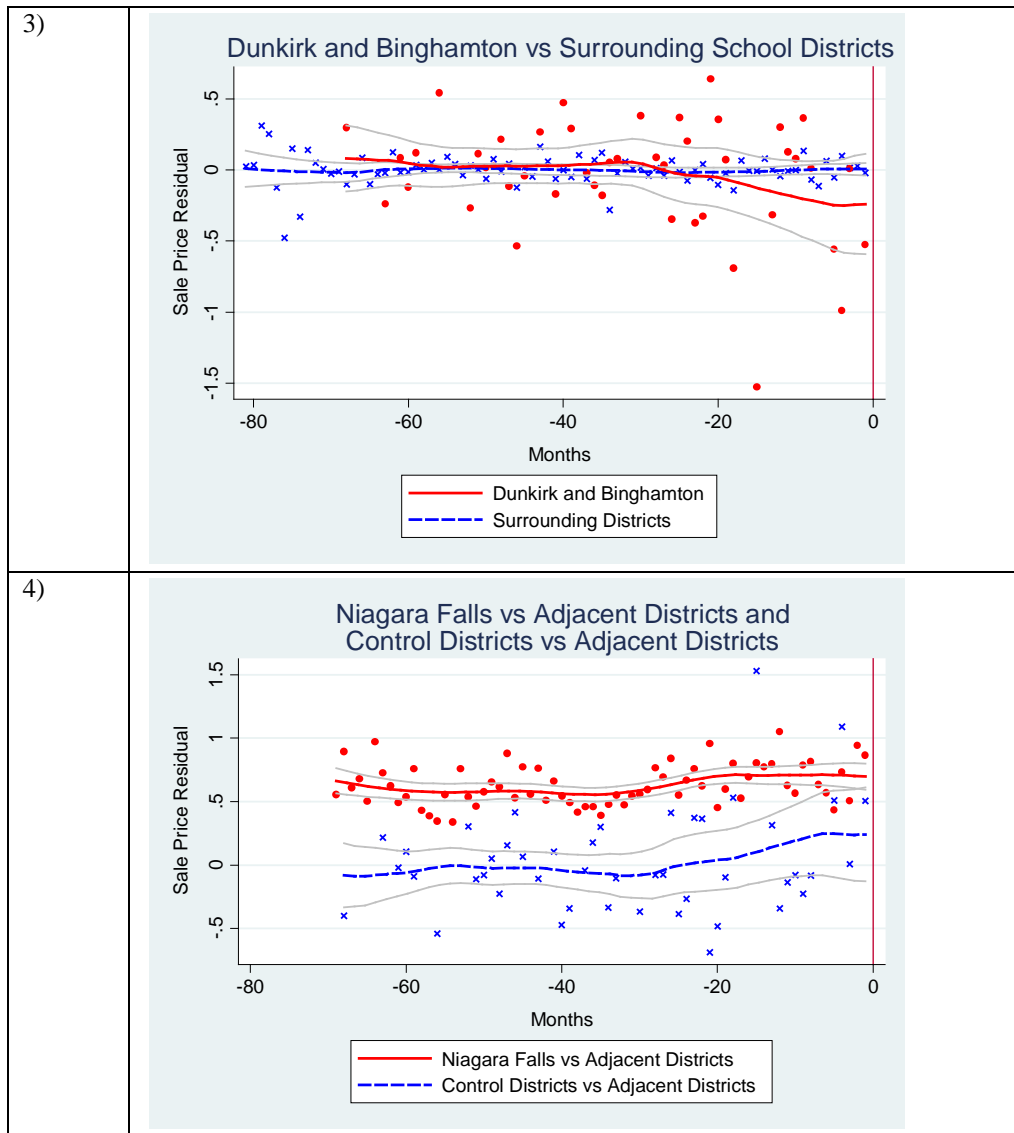 3)
Dunkirk and Binghamton vs Surrounding School Districts
Sale Price Residual
.5
0
-.5
-1
-1.5
-80
-60
-40
-20
0
Months
Dunkirk and Binghamton
Surrounding Districts
4)
Niagara Falls vs Adjacent Districts and
Control Districts vs Adjacent Districts
Sale Price Residual
1.5
1
.5
0
-.5
-80
-60
-40
-20
0
Months
Niagara Falls vs Adjacent Districts
Control Districts vs Adjacent Districts